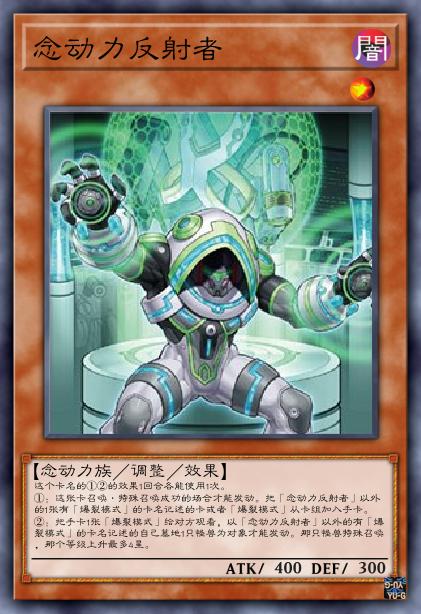 念动力反射者
闇
【念动力族／调整／效果】
这个卡名的①②的效果1回合各能使用1次。
①：这张卡召唤·特殊召唤成功的场合才能发动。把「念动力反射者」以外
的1张有「爆裂模式」的卡名记述的卡或者「爆裂模式」从卡组加入手卡。
②：把手卡1张「爆裂模式」给对方观看，以「念动力反射者」以外的有「爆
裂模式」的卡名记述的自己墓地1只怪兽为对象才能发动。那只怪兽特殊召唤
，那个等级上升最多4星。
ATK/ 400 DEF/ 300